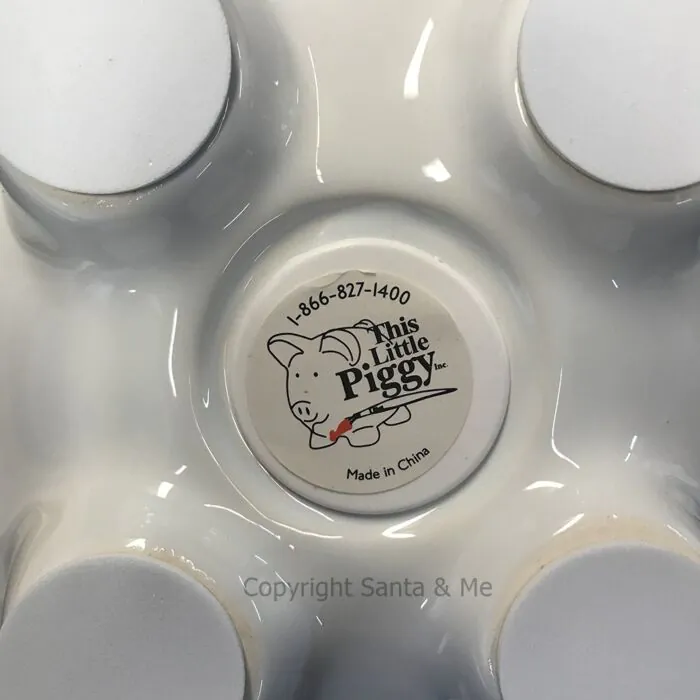 1-866-827-1400
This
Little
Piggy Inc.
Made in China
Copyright Santa & Me